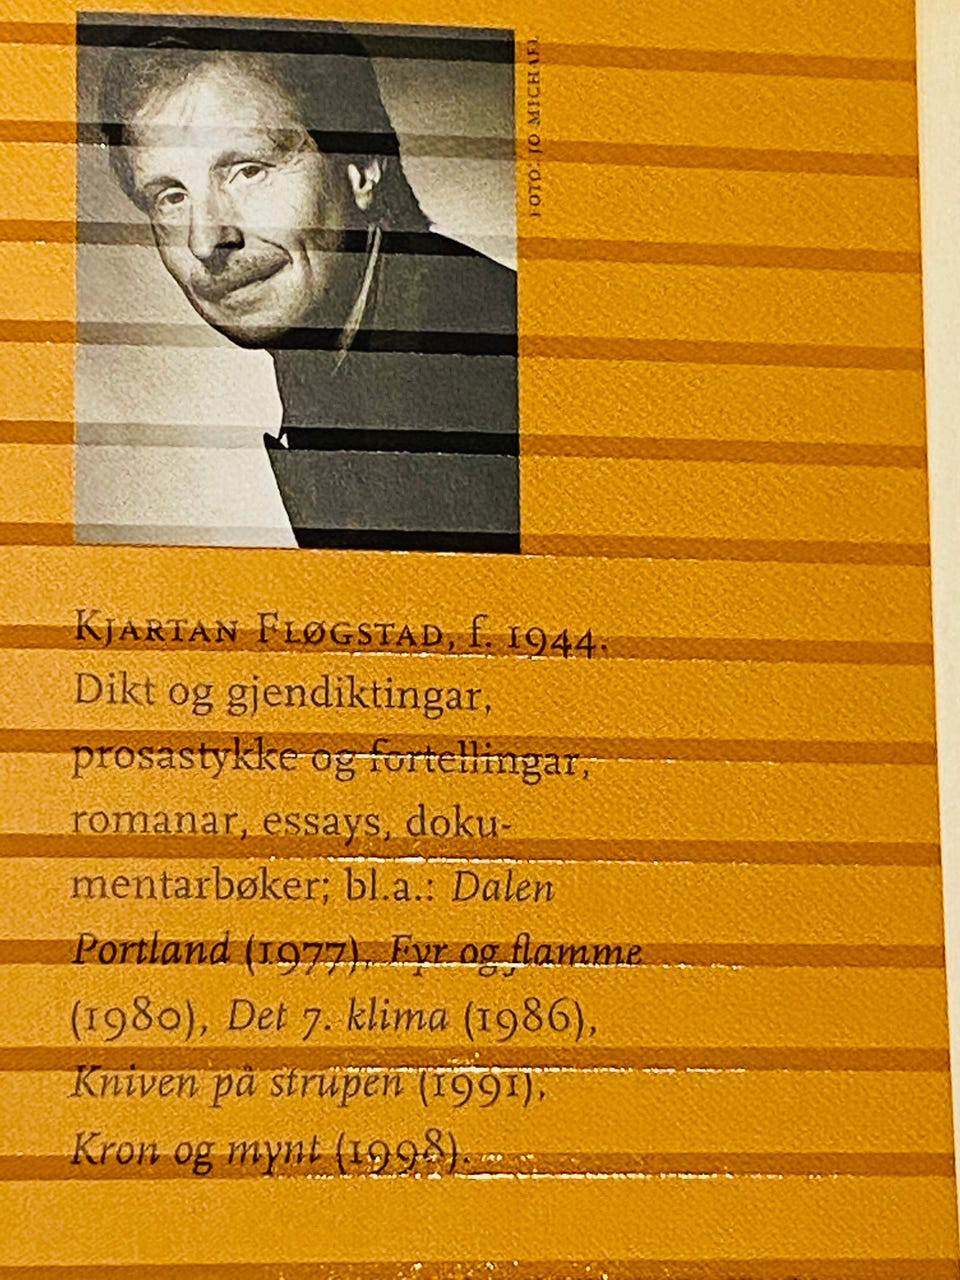 FOTO: JO MICHAEL
KJARTAN FLØGSTAD, f. 1944.
Dikt og gjendiktingar,
prosastykke og fortellingar,
romanar, essays, doku-
mentarbøker; bl.a.: Dalen
Portland (1977), Fyr og flamme
(1980), Det 7. klima (1986),
Kniven på strupen (1991),
Kron og mynt (1998).